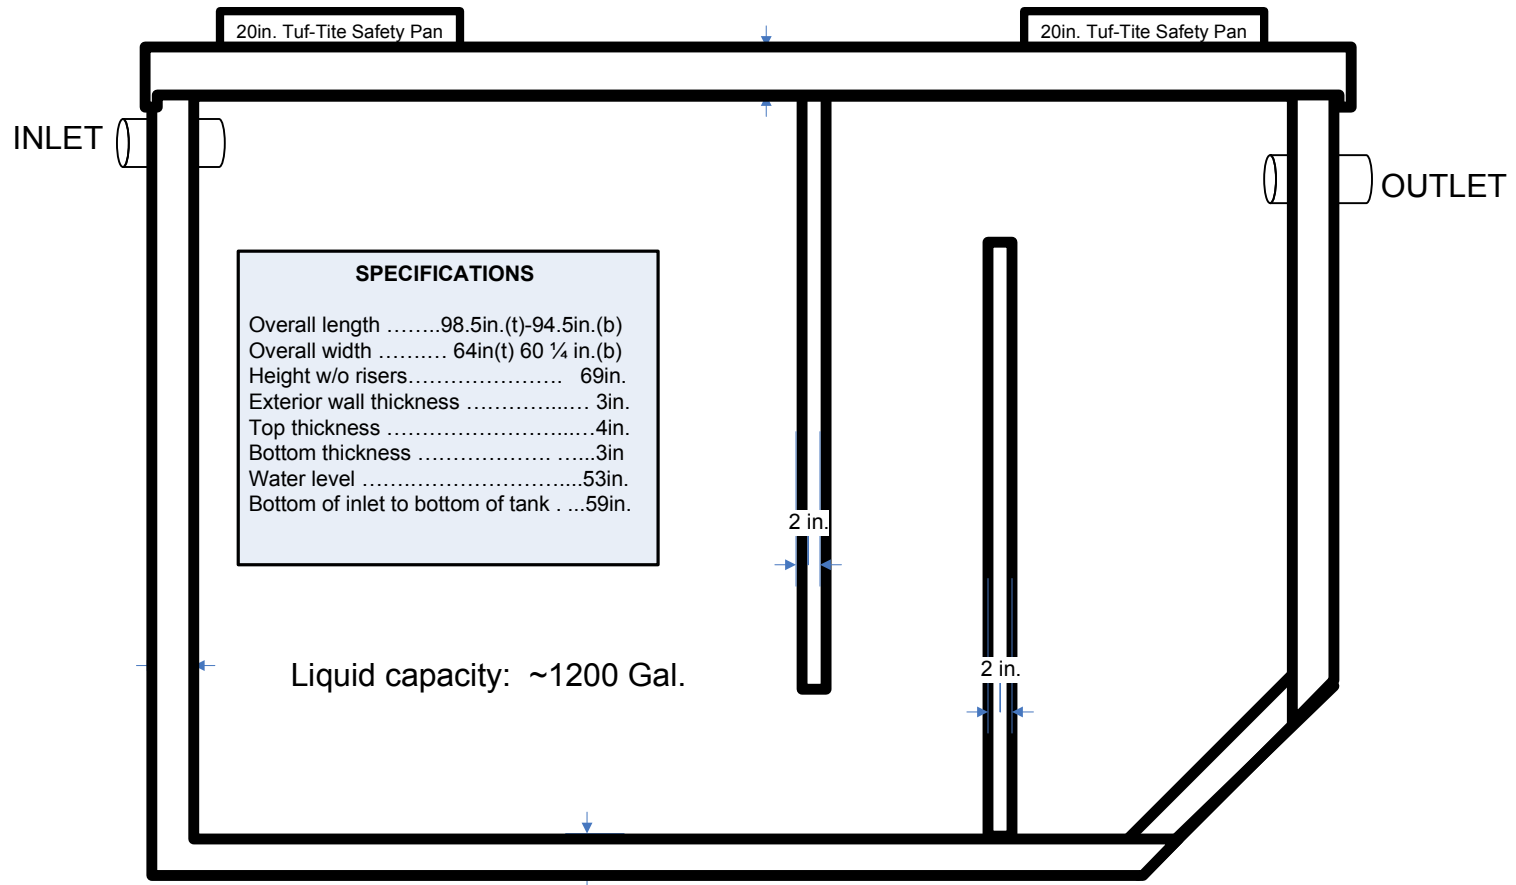 20in. Tuf-Tite Safety Pan
20in. Tuf-Tite Safety Pan
INLET
OUTLET
SPECIFICATIONS
Overall length ……..98.5in.(t)-94.5in.(b)
Overall width ……..… 64in(t) 60 ¼ in.(b)
Height w/o risers…………………. 69in.
Exterior wall thickness …………...… 3in.
Top thickness ……………………...…4in.
Bottom thickness ………………. …...3in
Water level …….…………………....53in.
Bottom of inlet to bottom of tank . ...59in.
2 in.
2 in.
Liquid capacity: ~1200 Gal.